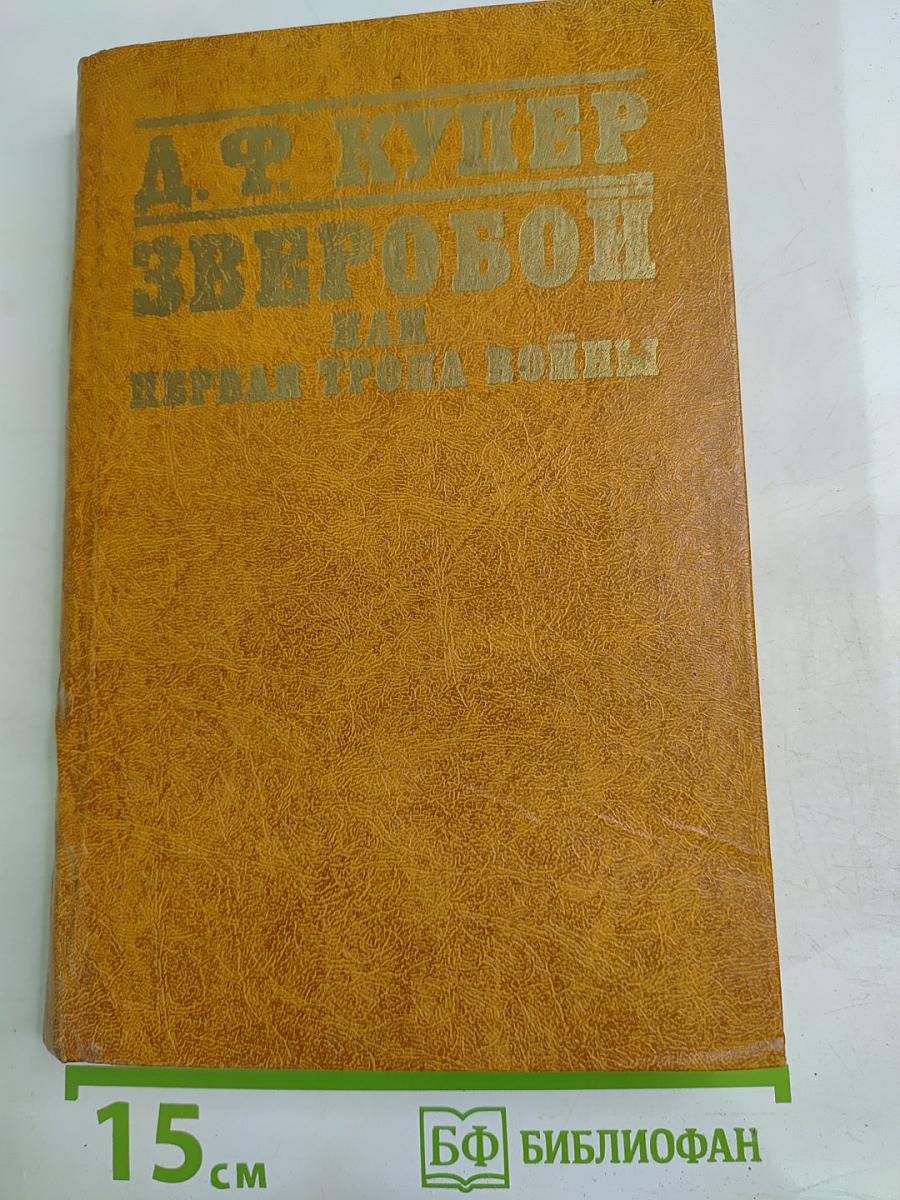 Д. Ф. КУПЕР
ЗВЕРОБОЙ
ИЛИ
ПЕРВАЯ ТРОПА ВОЙНЫ
15 см
БФ БИБЛИОФАН